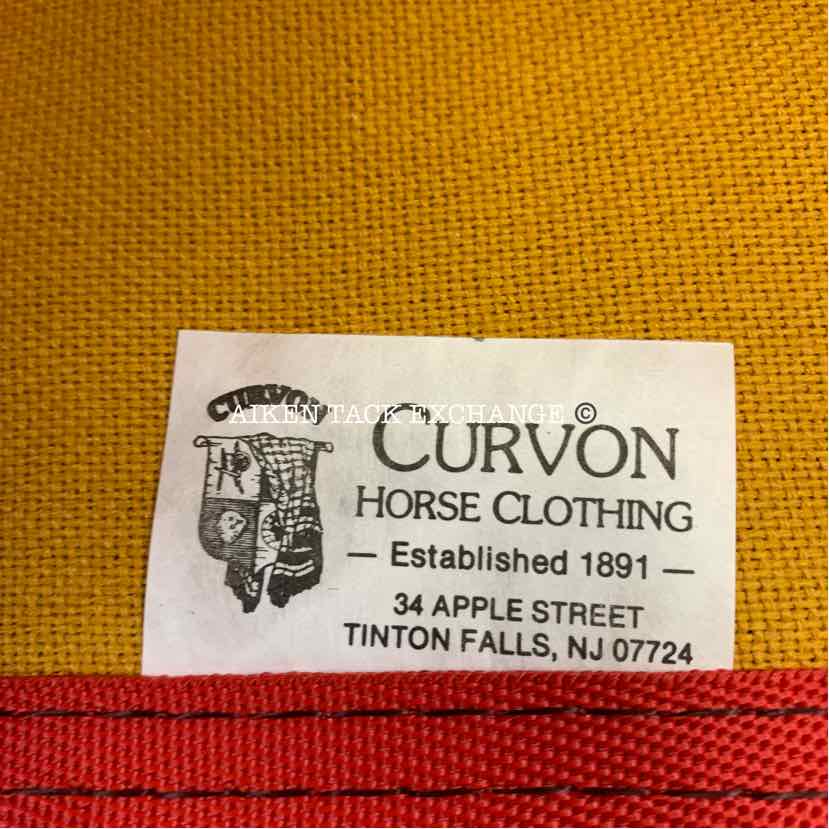 CURVON
AIKEN TACK EXCHANGE ©
CURVON
HORSE CLOTHING
— Established 1891 —
34 APPLE STREET
TINTON FALLS, NJ 07724